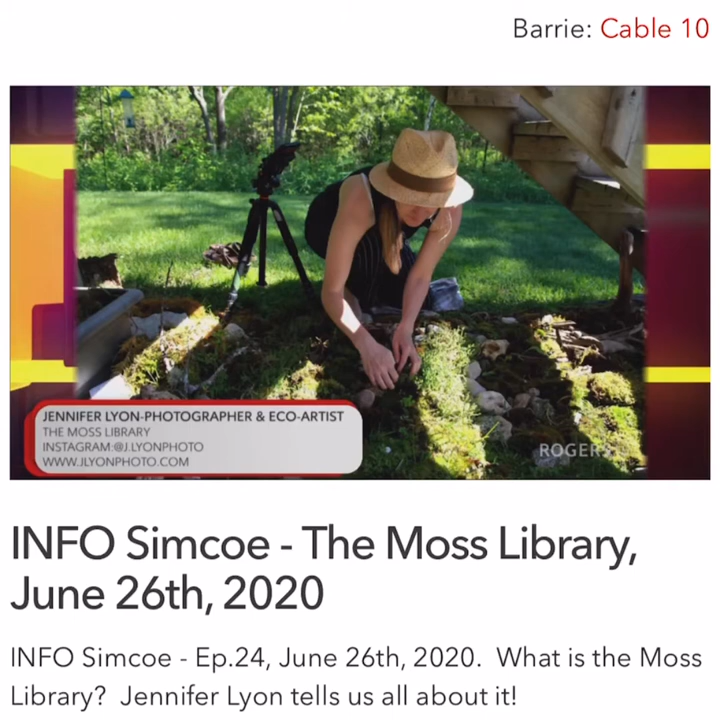 Barrie: Cable 10
JENNIFER LYON-PHOTOGRAPHER & ECO-ARTIST
THE MOSS LIBRARY
INSTAGRAM:@J.LYONPHOTO
WWW.JLYONPHOTO.COM
ROGERS
INFO Simcoe - The Moss Library,
June 26th, 2020
INFO Simcoe - Ep.24, June 26th, 2020.  What is the Moss
Library?  Jennifer Lyon tells us all about it!